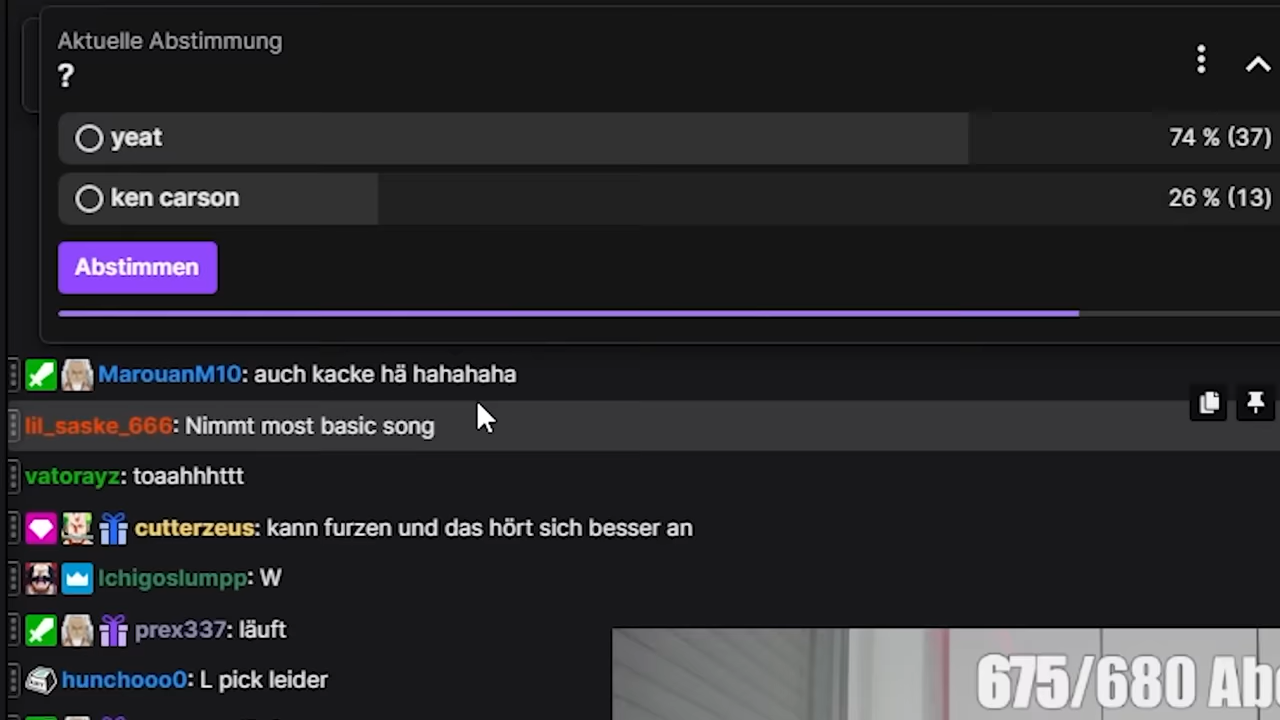 Aktuelle Abstimmung
?
yeat 74 % (37)
ken carson 26 % (13)
Abstimmen
MarouanM10: auch kacke hä hahahaha
lil_saske_666: Nimmt most basic song
vatorayz: toaahhhttt
cutterzeus: kann furzen und das hört sich besser an
Ichigoslumpp: W
prex337: läuft
hunchooo0: L pick leider
675/680